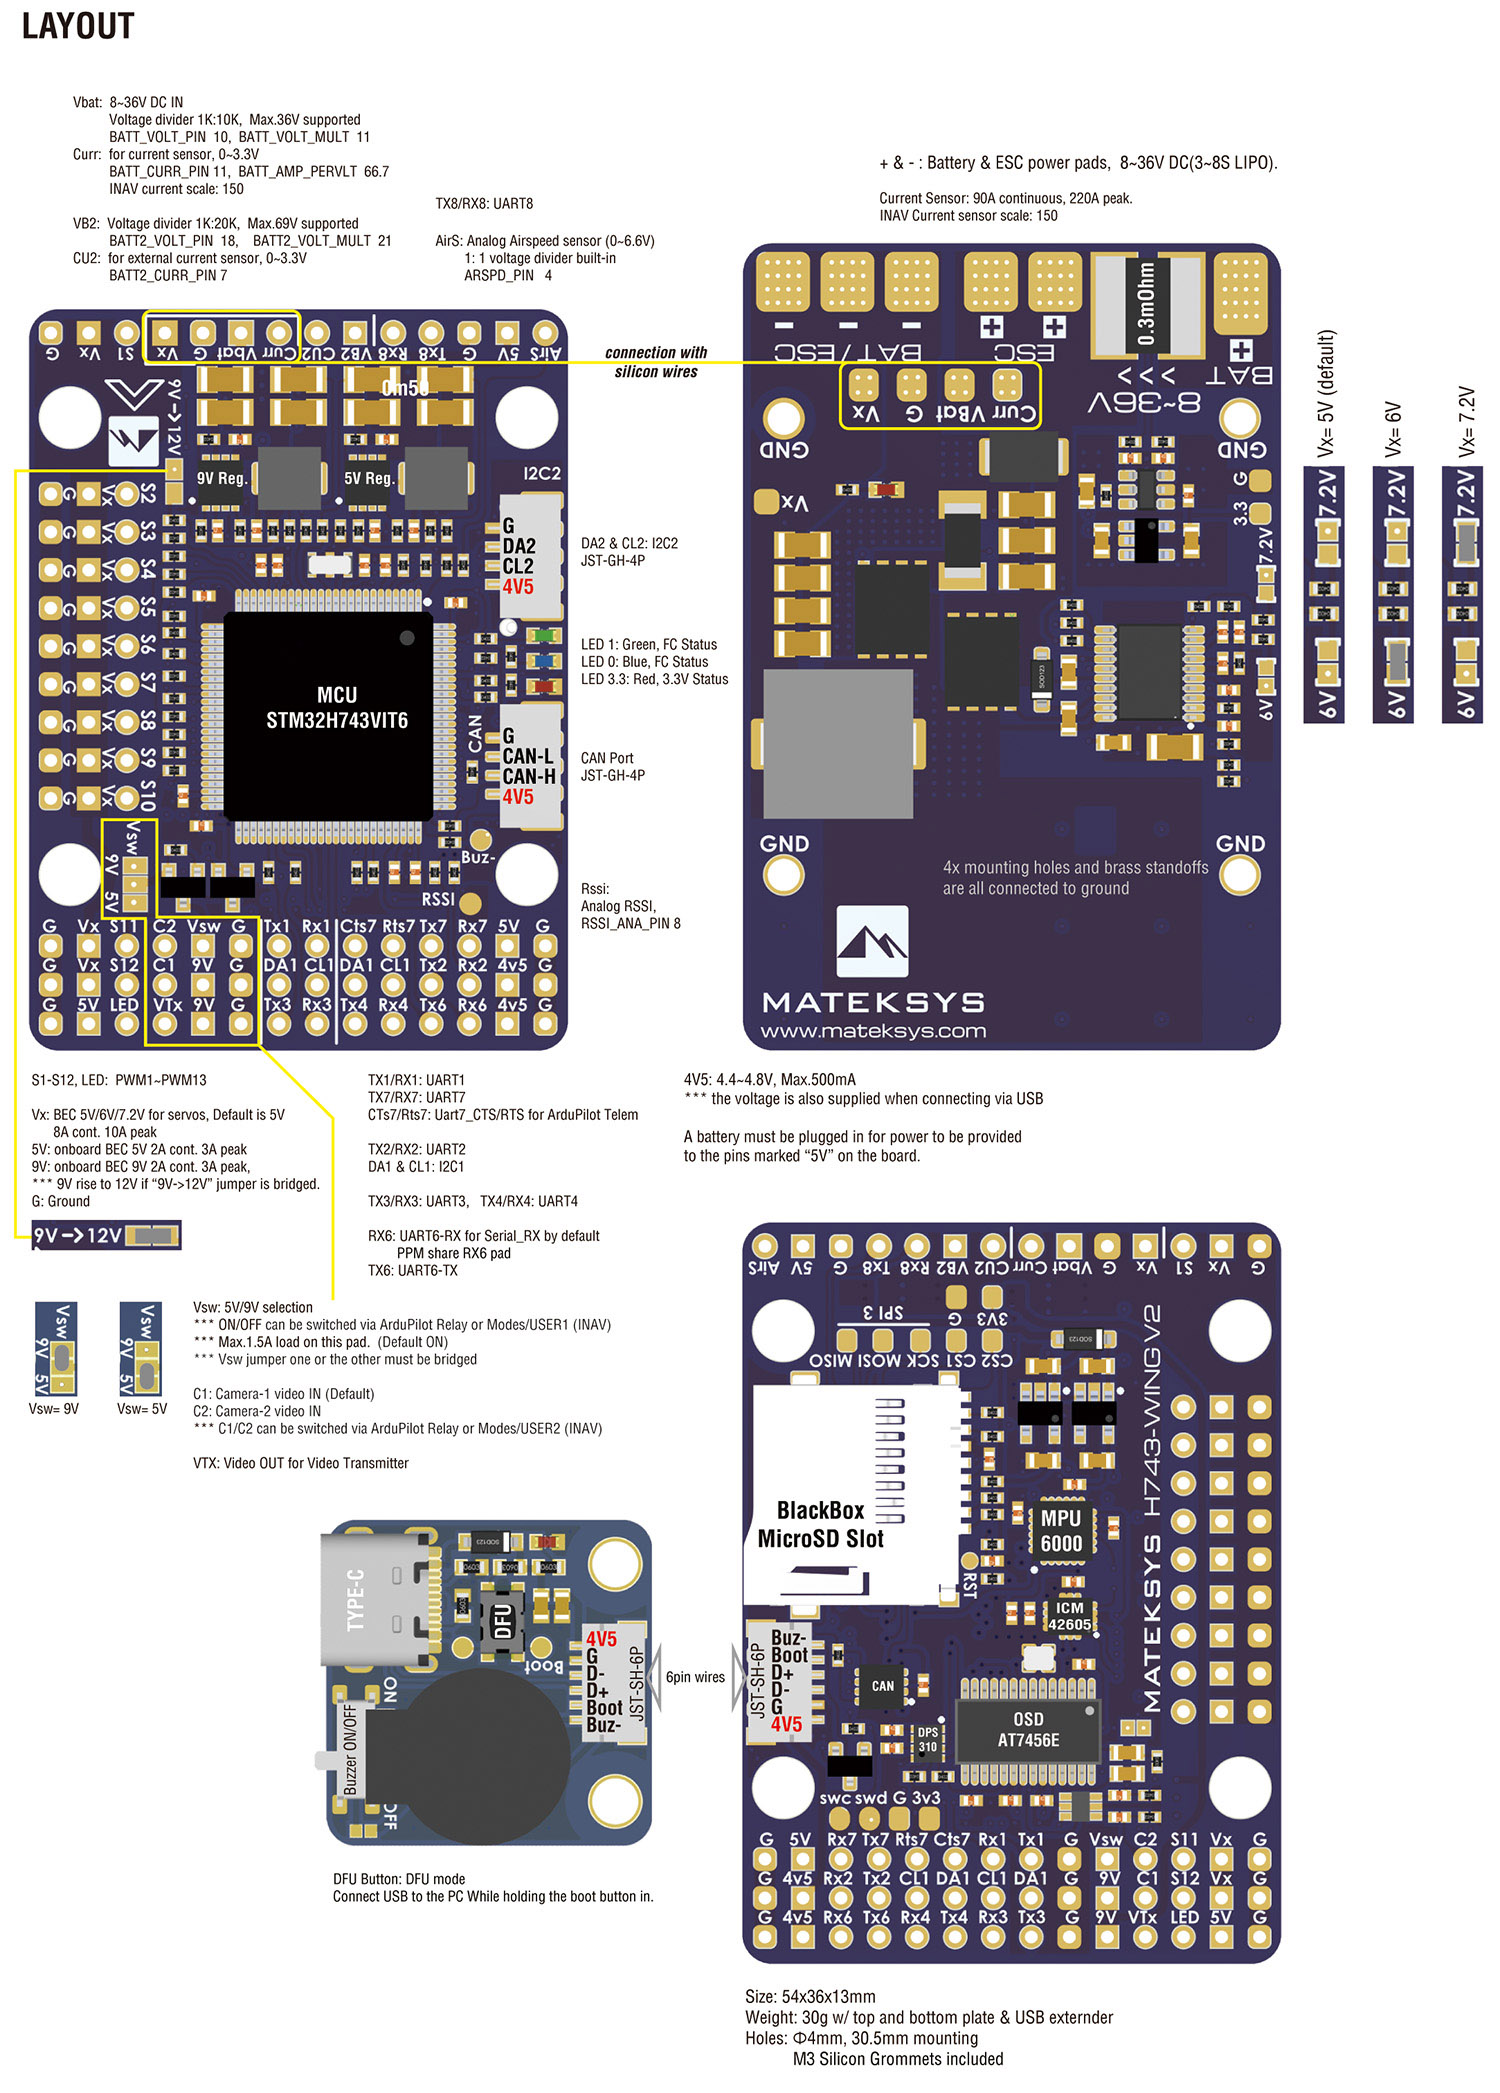 LAYOUT
Vbat: 8~36V DC IN
Voltage divider 1K:10K, Max.36V supported
BATT_VOLT_PIN 10, BATT_VOLT_MULT 11
Curr: for current sensor, 0~3.3V
BATT_CURR_PIN 11, BATT_AMP_PERVLT 66.7
INAV current scale: 150
VB2: Voltage divider 1K:20K, Max.69V supported
BATT2_VOLT_PIN 18, BATT2_VOLT_MULT 21
CU2: for external current sensor, 0~3.3V
BATT2_CURR_PIN 7
TX8/RX8: UART8
AirS: Analog Airspeed sensor (0~6.6V)
1: 1 voltage divider built-in
ARSPD_PIN 4
+ & - : Battery & ESC power pads, 8~36V DC(3~8S LIPO).
Current Sensor: 90A continuous, 220A peak.
INAV Current sensor scale: 150
G Vx S1 Vx G Vbat Curr CU2 VB2 Rx8 Tx8 G 5V AirS
9V->12V
0m50
9V Reg.
5V Reg.
I2C2
G
DA2
CL2
4V5
G Vx S2
G Vx S3
G Vx S4
G Vx S5
G Vx S6
G Vx S7
G Vx S8
G Vx S9
G Vx S10
MCU
STM32H743VIT6
CAN
G
CAN-L
CAN-H
4V5
Buz-
RSSI
Vsw
9V
5V
G Vx S11 C2 Vsw G Tx1 Rx1 Cts7 Rts7 Tx7 Rx7 5V G
G Vx S12 C1 9V G DA1 CL1 DA1 CL1 Tx2 Rx2 4v5 G
G 5V LED VTx 9V G Tx3 Rx3 Tx4 Rx4 Tx6 Rx6 4v5 G
DA2 & CL2: I2C2
JST-GH-4P
LED 1: Green, FC Status
LED 0: Blue, FC Status
LED 3.3: Red, 3.3V Status
CAN Port
JST-GH-4P
Rssi:
Analog RSSI,
RSSI_ANA_PIN 8
connection with
silicon wires
- - - + + 0.3mOhm +
BAT/ESC ESC >>> BAT
Vx G VBat Curr 8~36V
GND GND
Vx
G
3.3
7.2V
6V
SOD123
GND GND
4x mounting holes and brass standoffs
are all connected to ground
MATEKSYS
www.mateksys.com
Vx= 5V (default)
Vx= 6V
Vx= 7.2V
7.2V 7.2V 7.2V
6V 6V 6V
S1-S12, LED: PWM1~PWM13
Vx: BEC 5V/6V/7.2V for servos, Default is 5V
8A cont. 10A peak
5V: onboard BEC 5V 2A cont. 3A peak
9V: onboard BEC 9V 2A cont. 3A peak,
*** 9V rise to 12V if “9V->12V” jumper is bridged.
G: Ground
9V->12V
TX1/RX1: UART1
TX7/RX7: UART7
CTs7/Rts7: Uart7_CTS/RTS for ArduPilot Telem
TX2/RX2: UART2
DA1 & CL1: I2C1
TX3/RX3: UART3, TX4/RX4: UART4
RX6: UART6-RX for Serial_RX by default
PPM share RX6 pad
TX6: UART6-TX
4V5: 4.4~4.8V, Max.500mA
*** the voltage is also supplied when connecting via USB
A battery must be plugged in for power to be provided
to the pins marked “5V” on the board.
Vsw
9V
5V
Vsw= 9V
Vsw
9V
5V
Vsw= 5V
Vsw: 5V/9V selection
*** ON/OFF can be switched via ArduPilot Relay or Modes/USER1 (INAV)
*** Max.1.5A load on this pad. (Default ON)
*** Vsw jumper one or the other must be bridged
C1: Camera-1 video IN (Default)
C2: Camera-2 video IN
*** C1/C2 can be switched via ArduPilot Relay or Modes/USER2 (INAV)
VTX: Video OUT for Video Transmitter
TYPE-C
SOD123
DFU
Boot
4V5
G
D-
D+
Boot
Buz-
JST-SH-6P
ON
Buzzer ON/OFF
OFF
6pin wires
DFU Button: DFU mode
Connect USB to the PC While holding the boot button in.
AirS 5V G Tx8 Rx8 VB2 CU2 Curr Vbat G Vx S1 Vx G
SPI 3
G 3V3
MISO MOSI SCK CS1 CS2
SOD123
BlackBox
MicroSD Slot
RST
MPU
6000
ICM
42605
MATEKSYS H743-WING V2
JST-SH-6P
Buz-
Boot
D+
D-
G
4V5
CAN
DPS
310
OSD
AT7456E
swc swd G 3v3
G 5V Rx7 Tx7 Rts7 Cts7 Rx1 Tx1 G Vsw C2 S11 Vx G
G 4v5 Rx2 Tx2 CL1 DA1 CL1 DA1 G 9V C1 S12 Vx G
G 4v5 Rx6 Tx6 Rx4 Tx4 Rx3 Tx3 G 9V VTx LED 5V G
Size: 54x36x13mm
Weight: 30g w/ top and bottom plate & USB externder
Holes: Φ4mm, 30.5mm mounting
M3 Silicon Grommets included